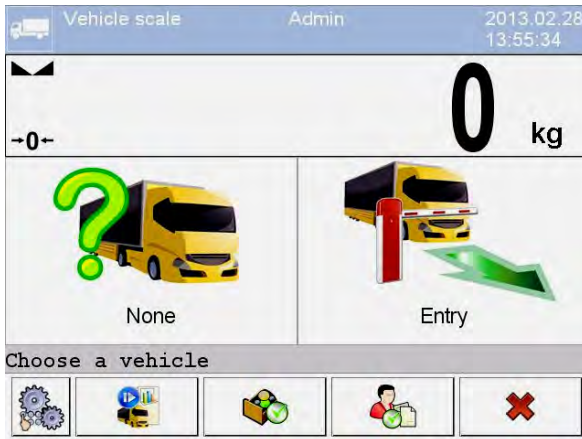 Vehicle scale Admin 2013.02.28
13:55:34
0 kg
→0←
None Entry
Choose a vehicle